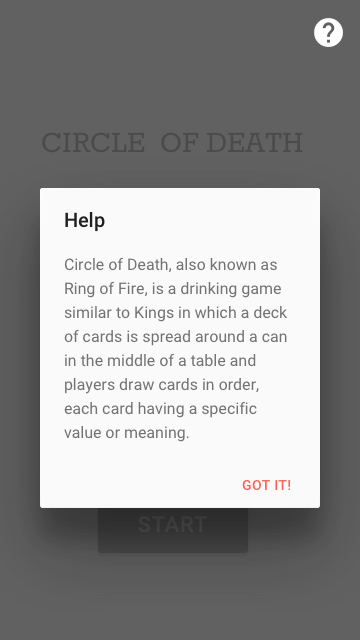 ?
CIRCLE OF DEATH
Help
Circle of Death, also known as
Ring of Fire, is a drinking game
similar to Kings in which a deck
of cards is spread around a can
in the middle of a table and
players draw cards in order,
each card having a specific
value or meaning.
GOT IT!
START